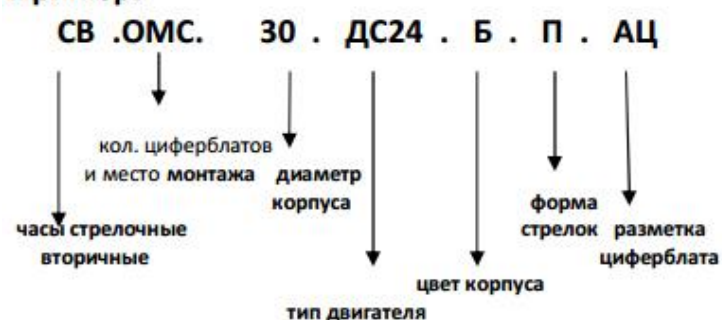 СВ .ОМС. 30 . ДС24 . Б . П . АЦ
кол. циферблатов
и место монтажа
диаметр
корпуса
часы стрелочные
вторичные
форма
стрелок
разметка
циферблата
цвет корпуса
тип двигателя